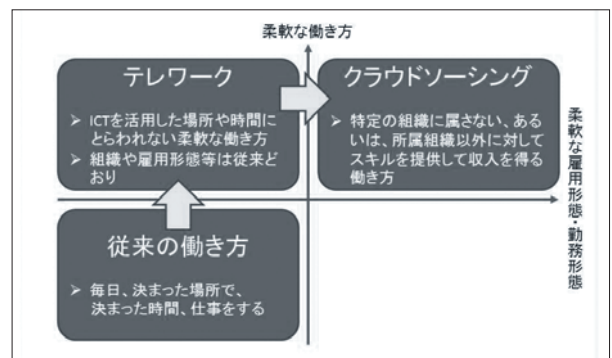 柔軟な働き方
テレワーク
➢ ICTを活用した場所や時間に
とらわれない柔軟な働き方
➢ 組織や雇用形態等は従来ど
おり
クラウドソーシング
➢ 特定の組織に属さない、ある
いは、所属組織以外に対して
スキルを提供して収入を得る
働き方
柔軟な雇用形態・勤務形態
従来の働き方
➢ 毎日、決まった場所で、
決まった時間、仕事をする